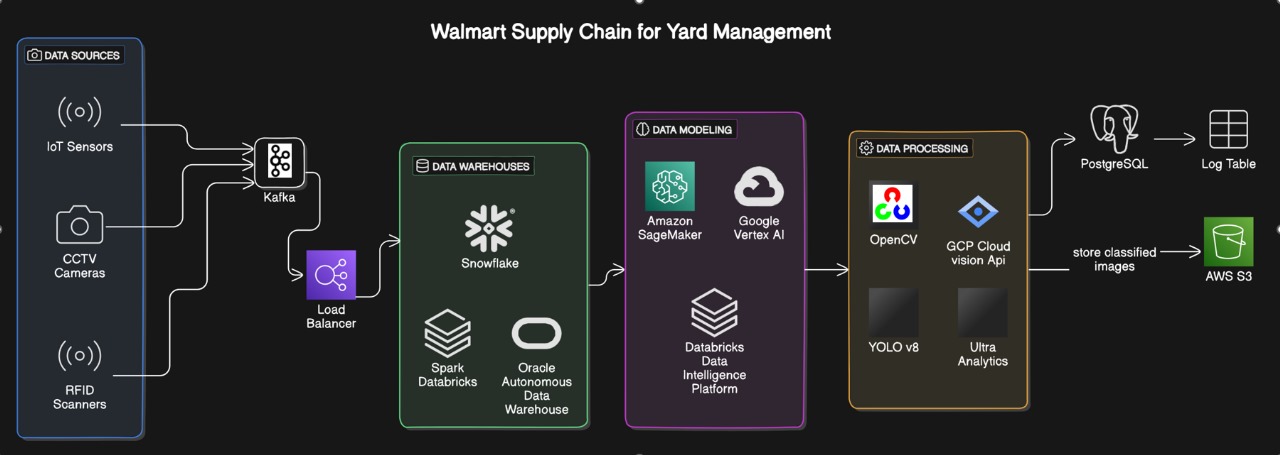 Walmart Supply Chain for Yard Management
DATA SOURCES
IoT Sensors
CCTV
Cameras
RFID
Scanners
Kafka
Load
Balancer
DATA WAREHOUSES
Snowflake
Spark
Databricks
Oracle
Autonomous
Data
Warehouse
DATA MODELING
Amazon
SageMaker
Google
Vertex AI
Databricks
Data
Intelligence
Platform
DATA PROCESSING
OpenCV
GCP Cloud
vision Api
YOLO v8
Ultra
Analytics
PostgreSQL
Log Table
store classified
images
AWS S3